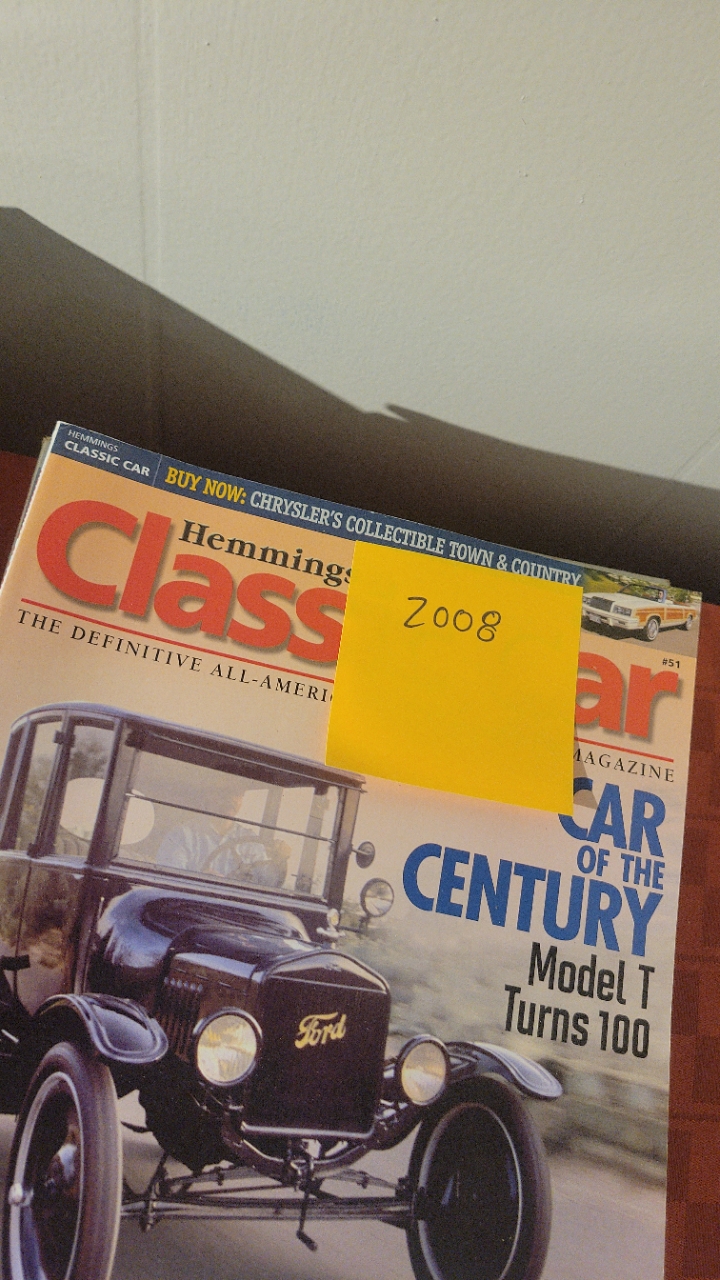 HEMMINGS
CLASSIC CAR
BUY NOW: CHRYSLER'S COLLECTIBLE TOWN & COUNTRY
Hemmings
Class
ar
2008
#51
THE DEFINITIVE ALL-AMERI
MAGAZINE
CAR
OF THE
CENTURY
Model T
Turns 100
Ford